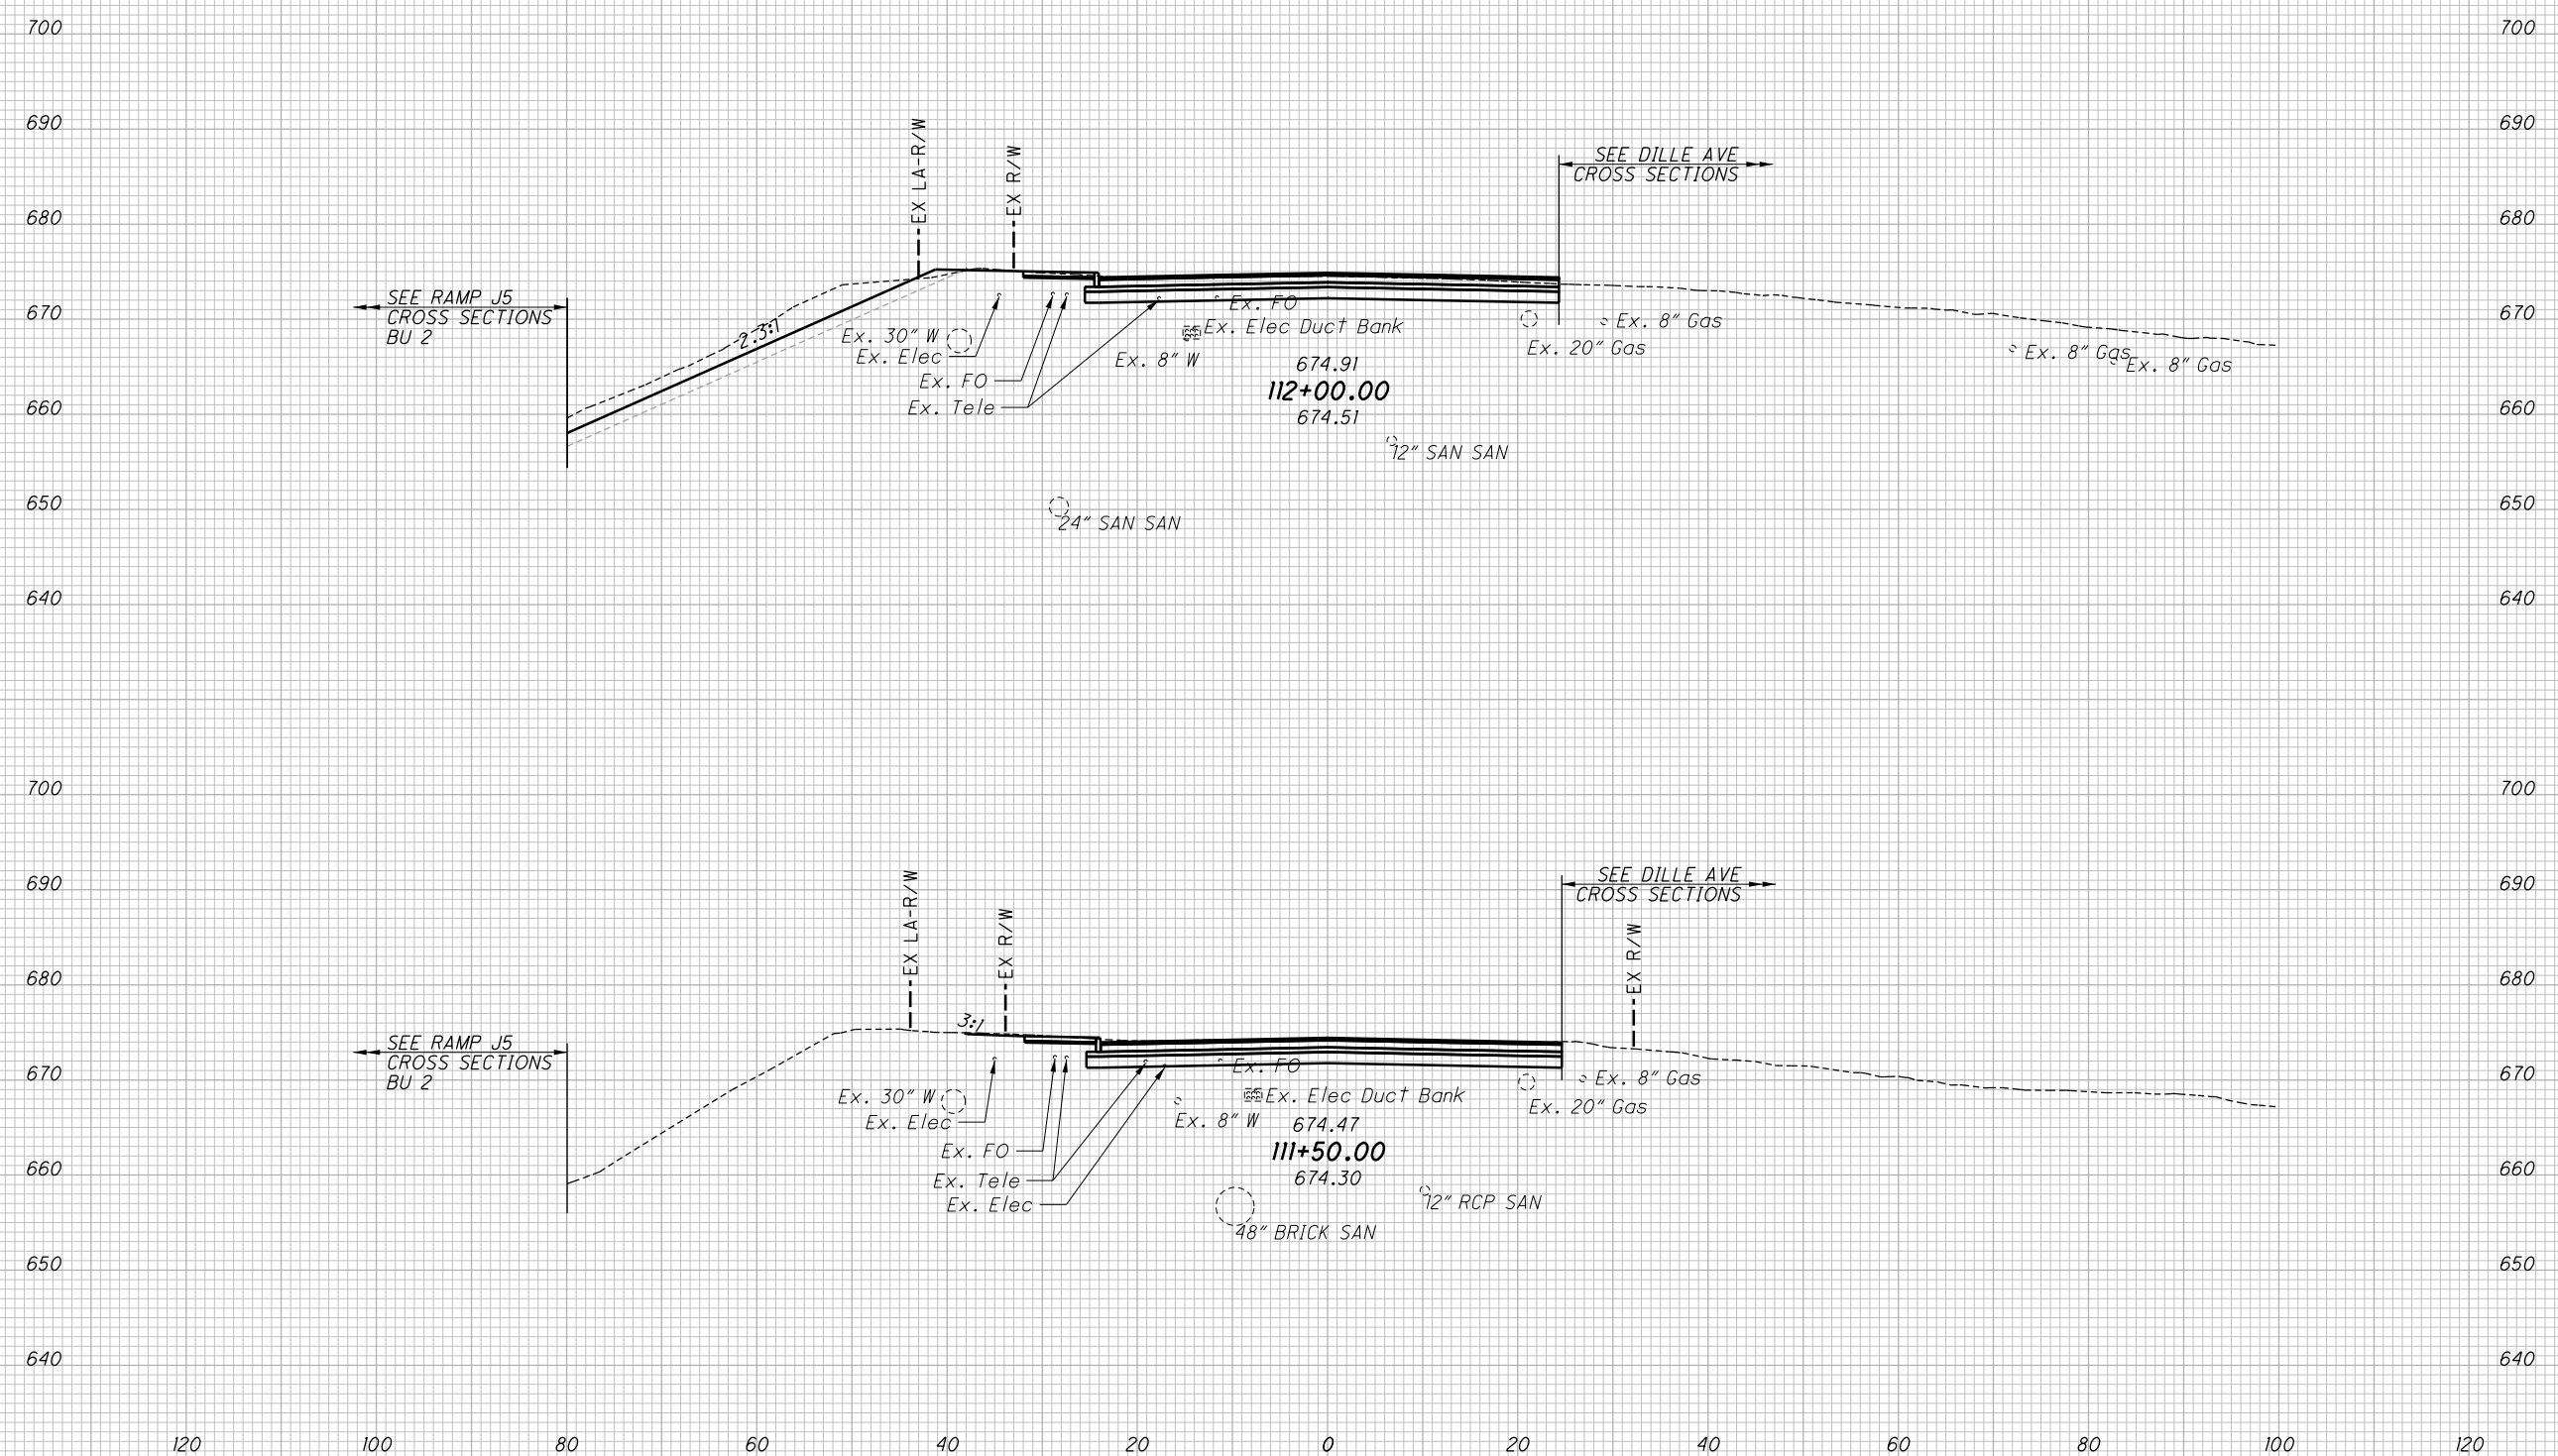 700 700
690 690
EX LA-R/W
EX R/W
SEE DILLE AVE
CROSS SECTIONS
680 680
SEE RAMP J5
CROSS SECTIONS
BU 2
670 670
2.3:1
Ex. FO
Ex. Elec Duct Bank
Ex. 8" Gas
Ex. 30" W
Ex. Elec
Ex. 8" W
Ex. 20" Gas
Ex. 8" Gas
Ex. 8" Gas
674.91
Ex. FO
112+00.00
Ex. Tele
674.51
660 660
12" SAN SAN
650 650
24" SAN SAN
640 640
700 700
690 690
EX LA-R/W
EX R/W
SEE DILLE AVE
CROSS SECTIONS
EX R/W
680 680
3:1
SEE RAMP J5
CROSS SECTIONS
BU 2
670 670
Ex. FO
Ex. 8" Gas
Ex. 30" W
Ex. Elec Duct Bank
Ex. 20" Gas
Ex. Elec
Ex. 8" W
674.47
Ex. FO
111+50.00
Ex. Tele
674.30
660 660
Ex. Elec
12" RCP SAN
48" BRICK SAN
650 650
640 640
120 100 80 60 40 20 0 20 40 60 80 100 120